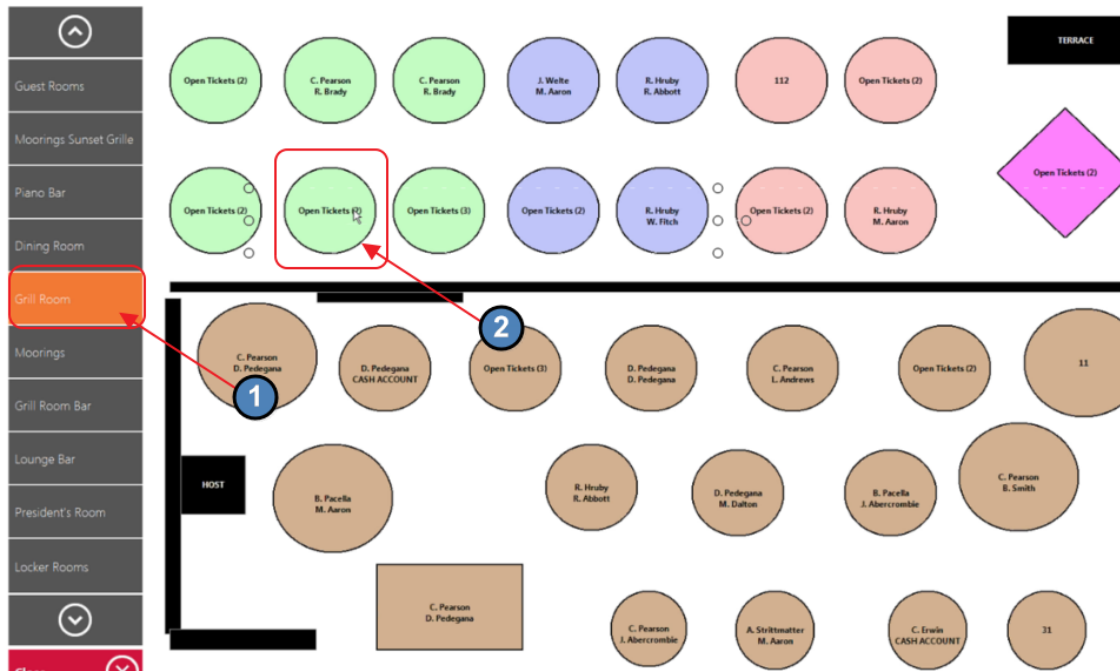 Guest Rooms
Moorings Sunset Grille
Piano Bar
Dining Room
Grill Room
Moorings
Grill Room Bar
Lounge Bar
President's Room
Locker Rooms
Close
Open Tickets (2)
C. Pearson
R. Brady
C. Pearson
R. Brady
J. Welte
M. Aaron
R. Hruby
R. Abbott
112
Open Tickets (2)
TERRACE
Open Tickets (2)
Open Tickets (2)
Open Tickets
Open Tickets (3)
Open Tickets (2)
R. Hruby
W. Fitch
Open Tickets (2)
R. Hruby
M. Aaron
1
2
C. Pearson
D. Pedegana
D. Pedegana
CASH ACCOUNT
Open Tickets (3)
D. Pedegana
D. Pedegana
C. Pearson
L. Andrews
Open Tickets (2)
11
HOST
B. Pacella
M. Aaron
R. Hruby
R. Abbott
D. Pedegana
M. Dalton
B. Pacella
J. Abercrombie
C. Pearson
B. Smith
C. Pearson
D. Pedegana
C. Pearson
J. Abercrombie
A. Strittmatter
M. Aaron
C. Erwin
CASH ACCOUNT
31